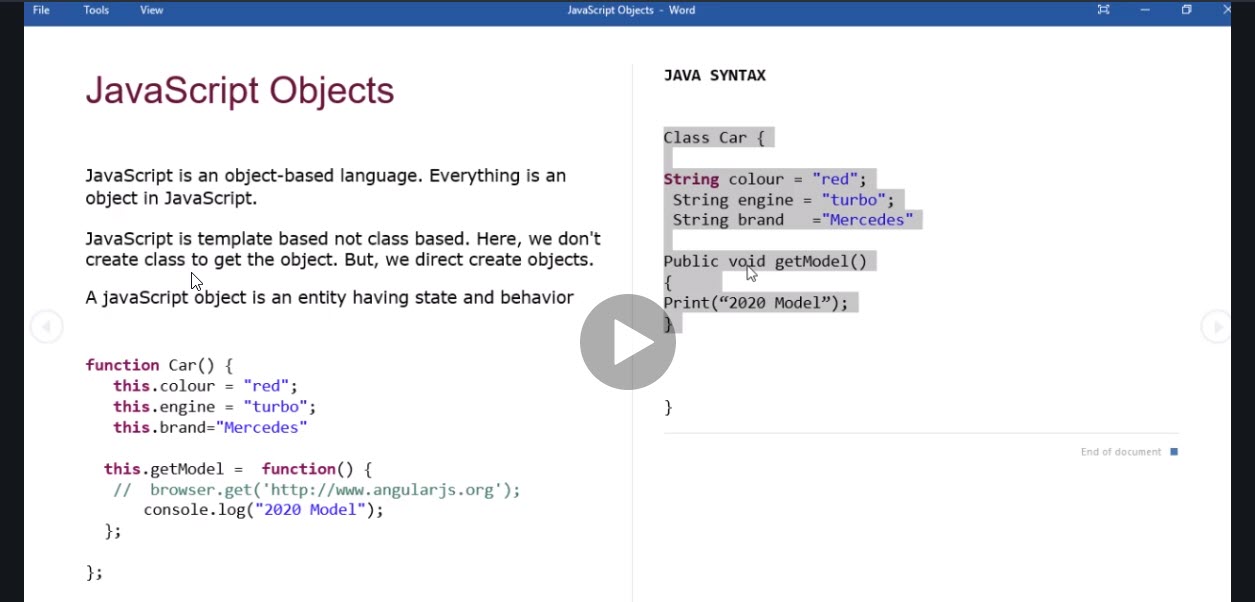 File Tools View JavaScript Objects - Word
JavaScript Objects
JavaScript is an object-based language. Everything is an
object in JavaScript.
JavaScript is template based not class based. Here, we don't
create class to get the object. But, we direct create objects.
A javaScript object is an entity having state and behavior
function Car() {
this.colour = "red";
this.engine = "turbo";
this.brand="Mercedes"
this.getModel = function() {
// browser.get('http://www.angularjs.org');
console.log("2020 Model");
};
};
JAVA SYNTAX
Class Car {
String colour = "red";
String engine = "turbo";
String brand ="Mercedes"
Public void getModel()
{
Print(“2020 Model”);
}
}
End of document